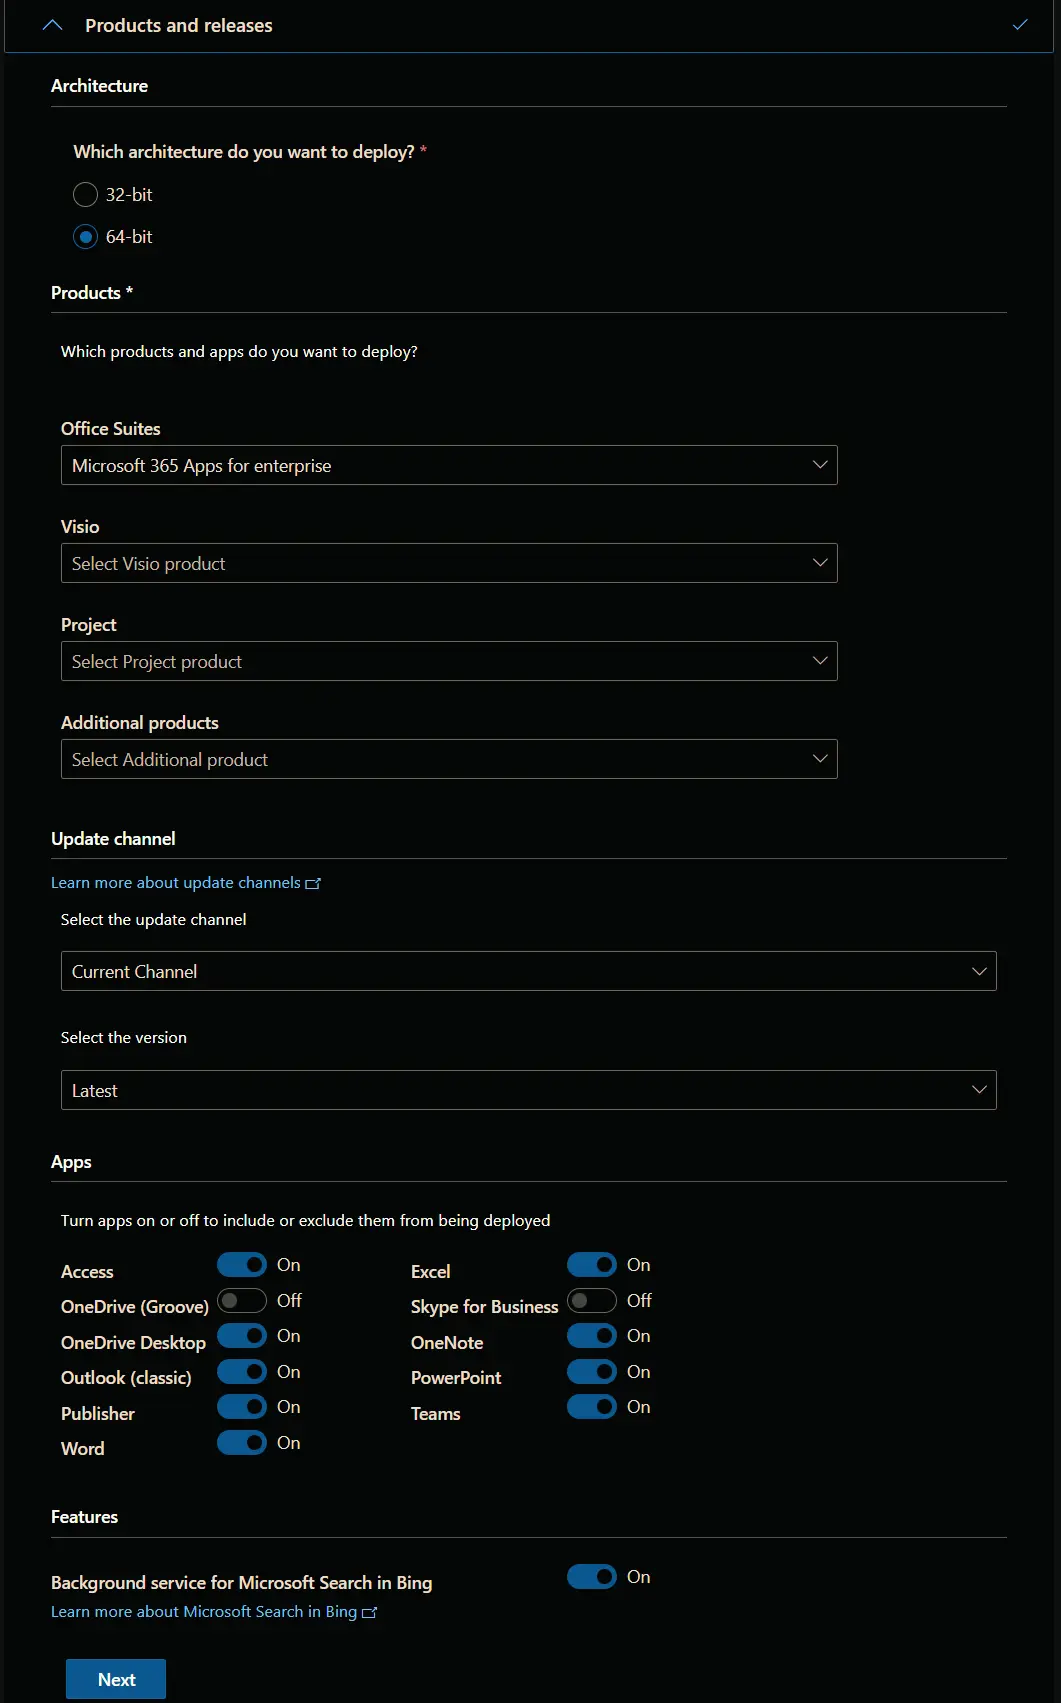 Products and releases
Architecture
Which architecture do you want to deploy? *
32-bit
64-bit
Products *
Which products and apps do you want to deploy?
Office Suites
Microsoft 365 Apps for enterprise
Visio
Select Visio product
Project
Select Project product
Additional products
Select Additional product
Update channel
Learn more about update channels
Select the update channel
Current Channel
Select the version
Latest
Apps
Turn apps on or off to include or exclude them from being deployed
Access On Excel On
OneDrive (Groove) Off Skype for Business Off
OneDrive Desktop On OneNote On
Outlook (classic) On PowerPoint On
Publisher On Teams On
Word On
Features
Background service for Microsoft Search in Bing On
Learn more about Microsoft Search in Bing
Next